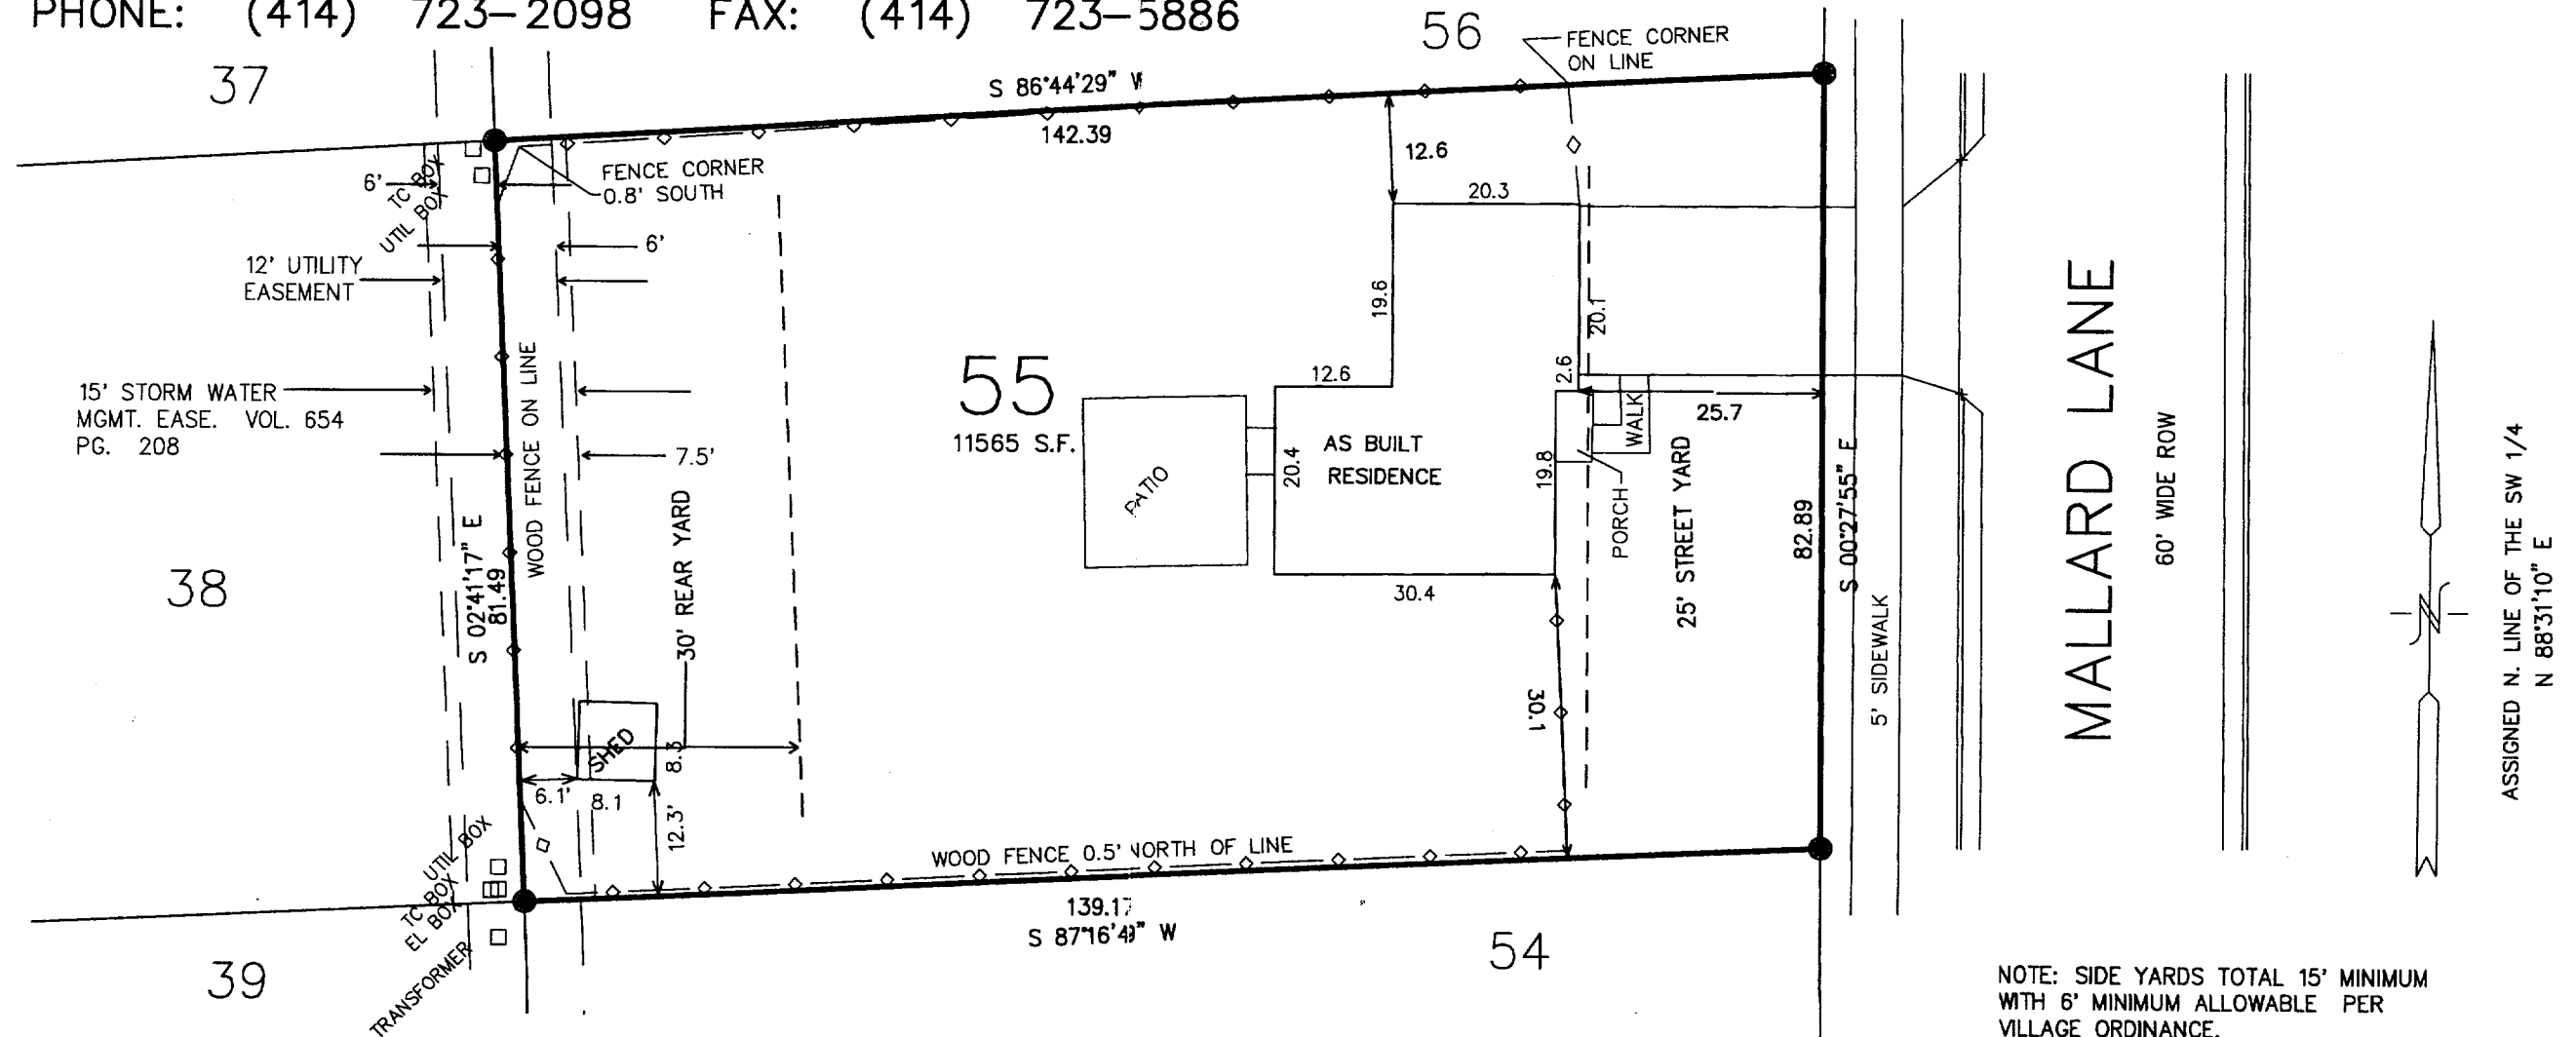 PHONE: (414) 723-2098 FAX: (414) 723-5886
56
FENCE CORNER
ON LINE
37
S 86°44'29" W
142.39
12.6
FENCE CORNER
0.8' SOUTH
6'
TC BOX
UTIL BOX
20.3
6'
12' UTILITY
EASEMENT
19.6
20.1
15' STORM WATER
MGMT. EASE. VOL. 654
PG. 208
WOOD FENCE ON LINE
55
11565 S.F.
12.6
2.6
25.7
WALK
7.5'
PATIO
20.4
AS BUILT
RESIDENCE
19.8
PORCH
25' STREET YARD
82.89
S 00°27'55" E
MALLARD LANE
60' WIDE ROW
ASSIGNED N. LINE OF THE SW 1/4
N 88°31'10" E
N
38
S 02°41'17" E
81.49
30' REAR YARD
30.4
30.1
5' SIDEWALK
SHED
8.3
6.1'
8.1
12.3'
UTIL BOX
TC BOX
EL BOX
TRANSFORMER
WOOD FENCE 0.5' NORTH OF LINE
139.17
S 87°16'49" W
39
54
NOTE: SIDE YARDS TOTAL 15' MINIMUM
WITH 6' MINIMUM ALLOWABLE PER
VILLAGE ORDINANCE.